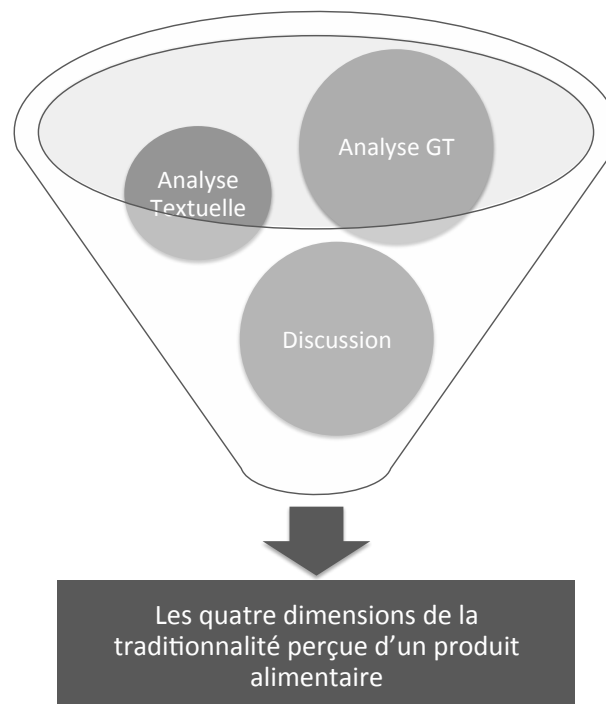 Analyse GT
Analyse
Textuelle
Discussion
Les quatre dimensions de la
traditionnalité perçue d’un produit
alimentaire